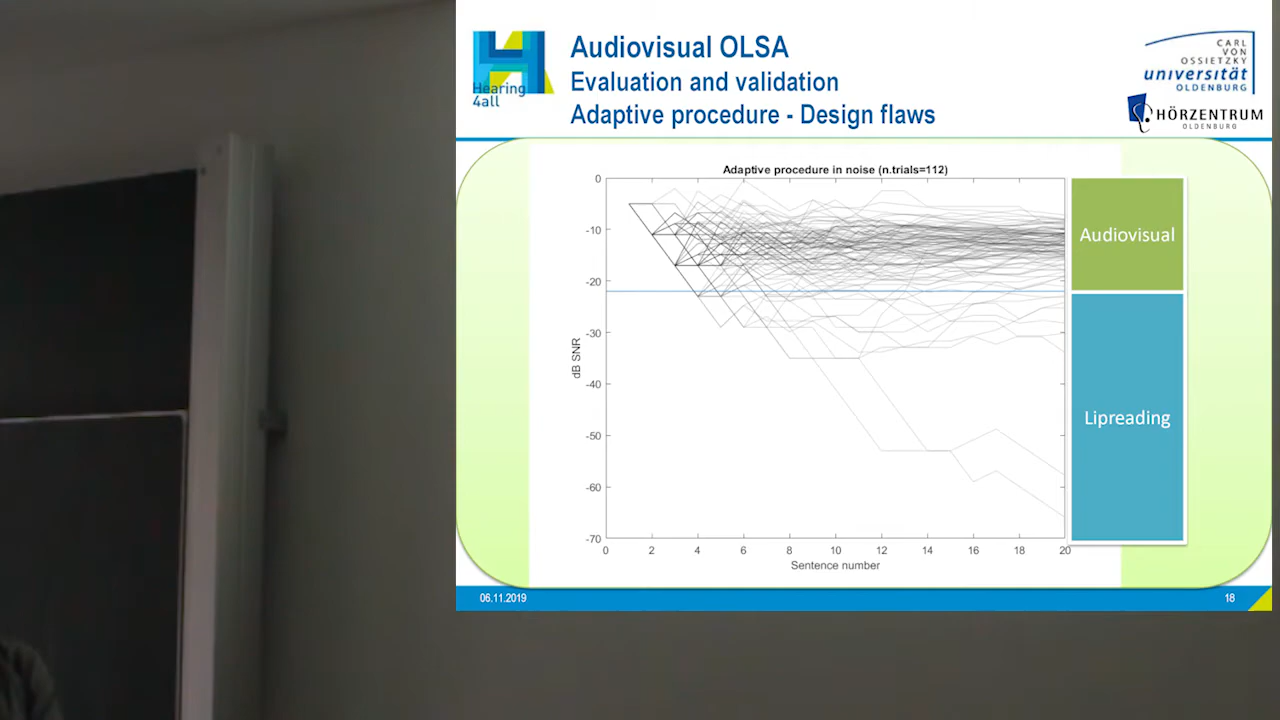 Hearing
4all
Audiovisual OLSA
Evaluation and validation
Adaptive procedure - Design flaws
CARL
VON
OSSIETZKY
universität
OLDENBURG
HÖRZENTRUM
OLDENBURG
Adaptive procedure in noise (n.trials=112)
0
-10
-20
-30
-40
-50
-60
-70
dB SNR
0 2 4 6 8 10 12 14 16 18 20
Sentence number
Audiovisual
Lipreading
06.11.2019
18